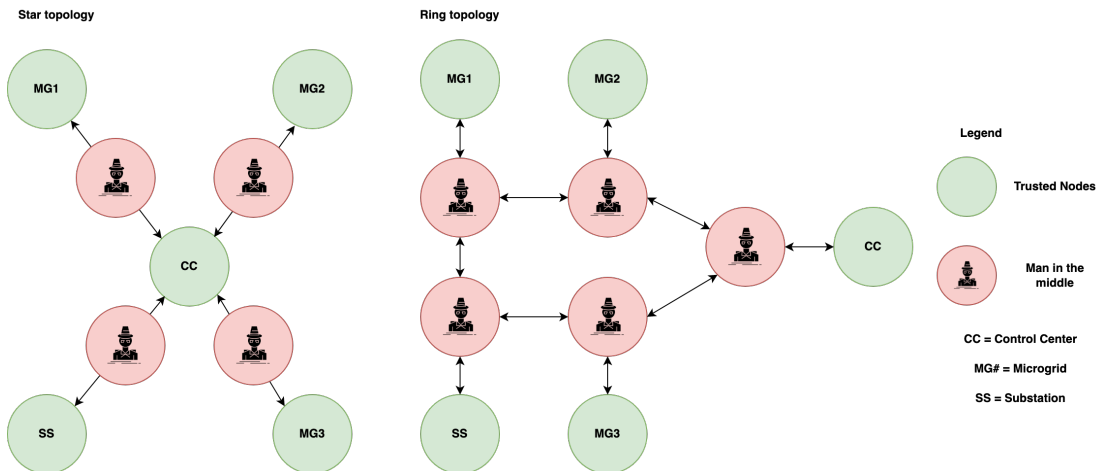 Star topology
MG1
MG2
CC
SS
MG3
Ring topology
MG1
MG2
CC
SS
MG3
Legend
Trusted Nodes
Man in the
middle
CC = Control Center
MG# = Microgrid
SS = Substation